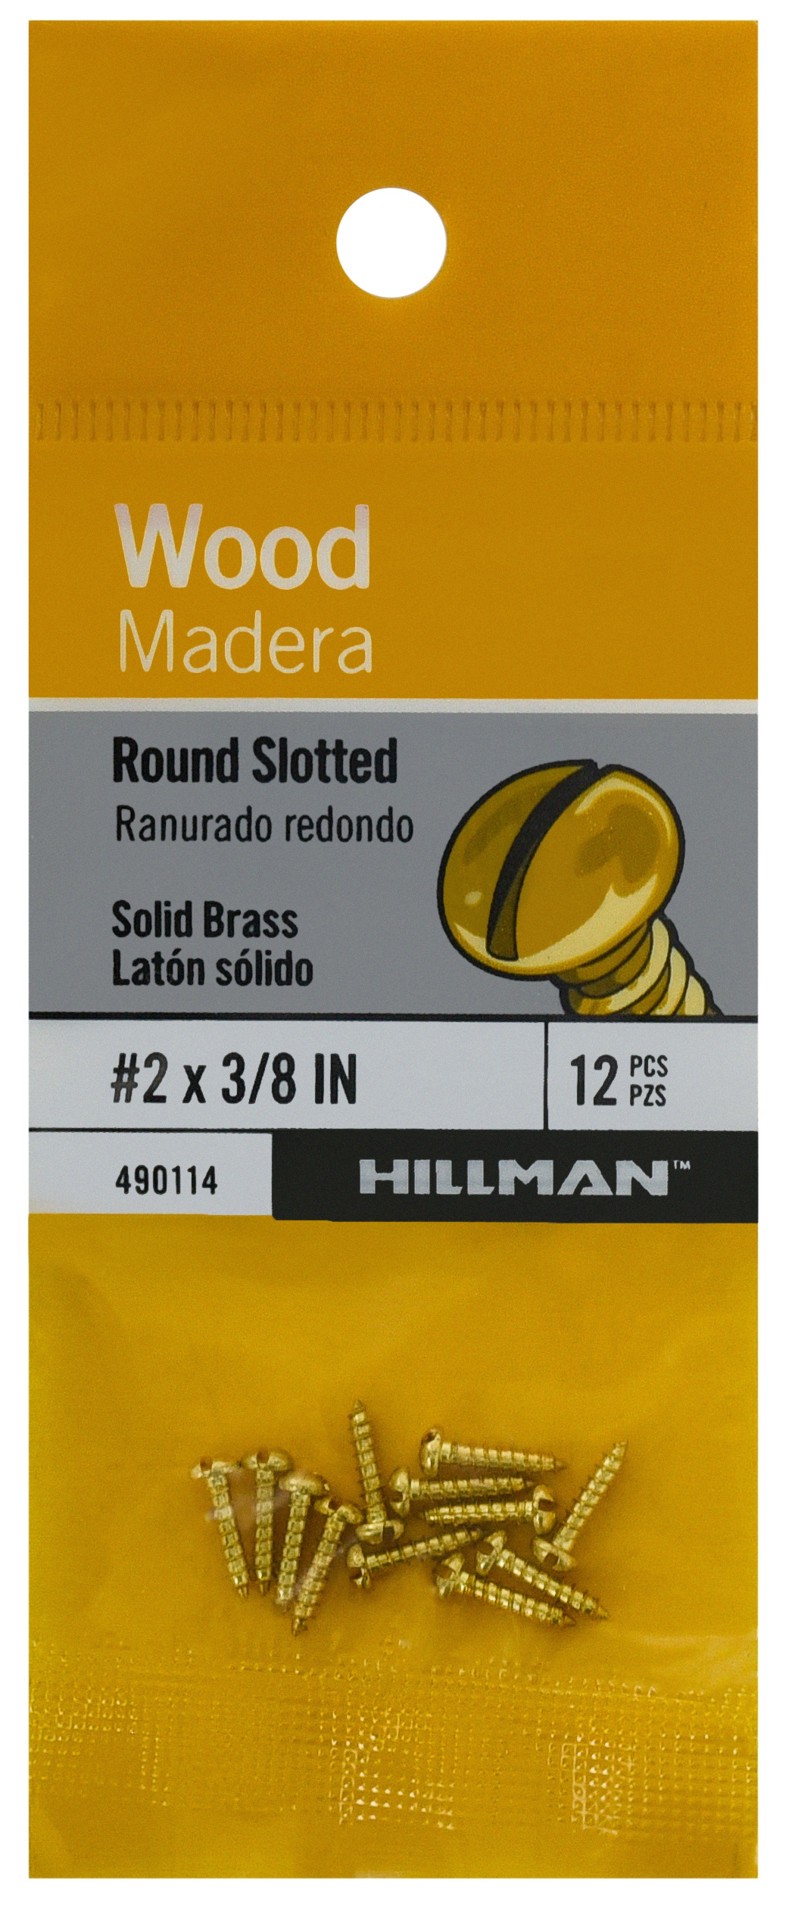 Wood
Madera
Round Slotted
Ranurado redondo
Solid Brass
Latón sólido
#2 x 3/8 IN
12 PCS
PZS
490114
HILLMAN™